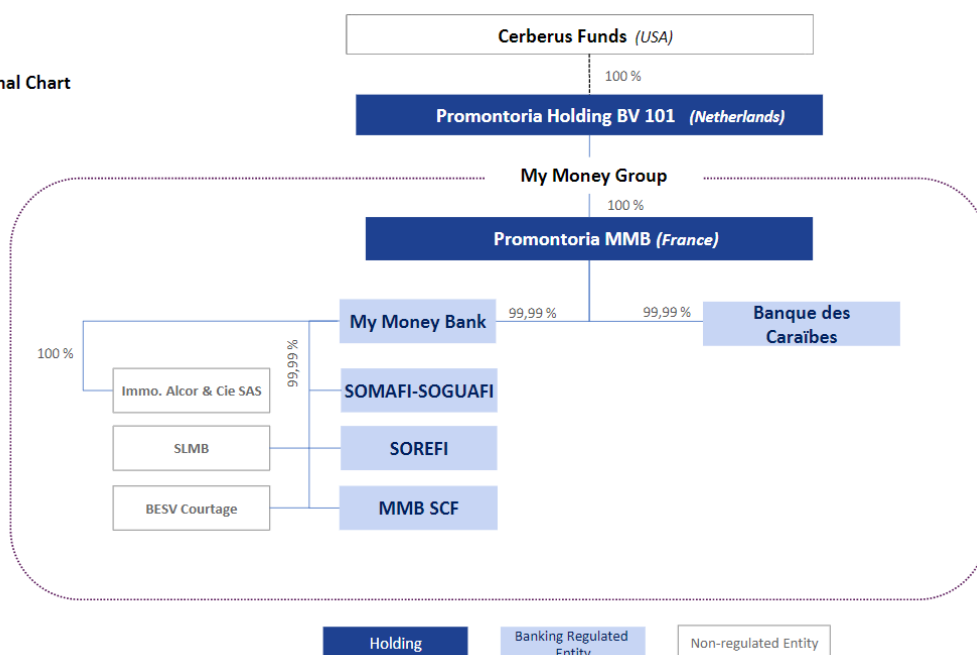 Cerberus Funds (USA)
100 %
nal Chart
Promontoria Holding BV 101 (Netherlands)
My Money Group
100 %
Promontoria MMB (France)
My Money Bank
99,99 %
99,99 %
Banque des
Caraïbes
100 %
99,99 %
Immo. Alcor & Cie SAS
SOMAFI-SOGUAFI
SLMB
SOREFI
BESV Courtage
MMB SCF
Holding
Banking Regulated
Entity
Non-regulated Entity